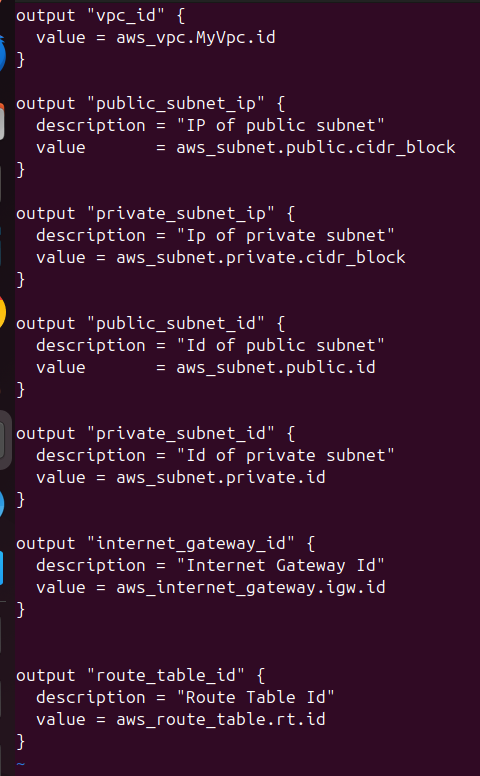 output "vpc_id" {
  value = aws_vpc.MyVpc.id
}

output "public_subnet_ip" {
  description = "IP of public subnet"
  value       = aws_subnet.public.cidr_block
}

output "private_subnet_ip" {
  description = "Ip of private subnet"
  value = aws_subnet.private.cidr_block
}

output "public_subnet_id" {
  description = "Id of public subnet"
  value       = aws_subnet.public.id
}

output "private_subnet_id" {
  description = "Id of private subnet"
  value = aws_subnet.private.id
}

output "internet_gateway_id" {
  description = "Internet Gateway Id"
  value = aws_internet_gateway.igw.id
}


output "route_table_id" {
  description = "Route Table Id"
  value = aws_route_table.rt.id
}
~